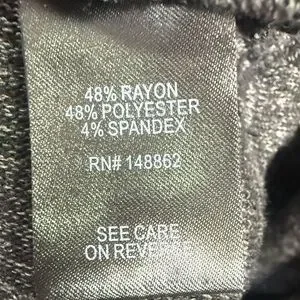 48% RAYON
48% POLYESTER
4% SPANDEX
RN# 148862
SEE CARE
ON REVERSE